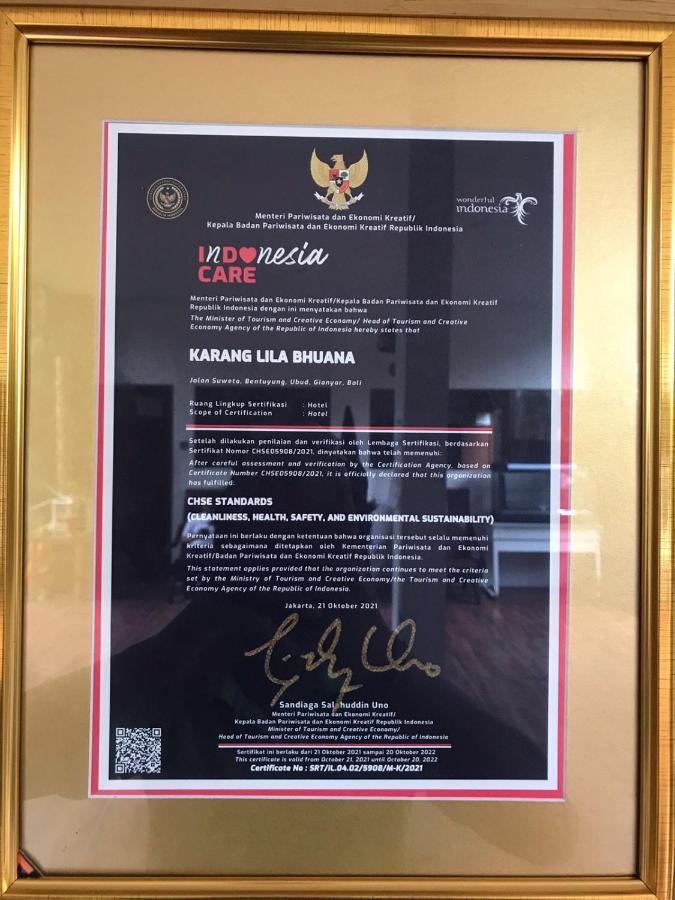 wonderful
indonesia
Menteri Pariwisata dan Ekonomi Kreatif/
Kepala Badan Pariwisata dan Ekonomi Kreatif Republik Indonesia
INDONesia
CARE
Menteri Pariwisata dan Ekonomi Kreatif/Kepala Badan Pariwisata dan Ekonomi Kreatif
Republik Indonesia dengan ini menyatakan bahwa
The Minister of Tourism and Creative Economy/ Head of Tourism and Creative
Economy Agency of the Republic of Indonesia hereby states that
KARANG LILA BHUANA
Jalan Suweta, Bentuyung, Ubud, Gianyar, Bali
Ruang Lingkup Sertifikasi : Hotel
Scope of Certification : Hotel
Setelah dilakukan penilaian dan verifikasi oleh Lembaga Sertifikasi, berdasarkan
Sertifikat Nomor CHSE05908/2021, dinyatakan bahwa telah memenuhi:
After careful assessment and verification by the Certification Agency, based on
Certificate Number CHSE05908/2021, it is officially declared that this organization
has fulfilled:
CHSE STANDARDS
(CLEANLINESS, HEALTH, SAFETY, AND ENVIRONMENTAL SUSTAINABILITY)
Pernyataan ini berlaku dengan ketentuan bahwa organisasi tersebut selalu memenuhi
kriteria sebagaimana ditetapkan oleh Kementerian Pariwisata dan Ekonomi
Kreatif/Badan Pariwisata dan Ekonomi Kreatif Republik Indonesia.
This statement applies provided that the organization continues to meet the criteria
set by the Ministry of Tourism and Creative Economy/the Tourism and Creative
Economy Agency of the Republic of Indonesia.
Jakarta, 21 Oktober 2021
Sandiaga Salahuddin Uno
Menteri Pariwisata dan Ekonomi Kreatif/
Kepala Badan Pariwisata dan Ekonomi Kreatif Republik Indonesia
Minister of Tourism and Creative Economy/
Head of Tourism and Creative Economy Agency of the Republic of Indonesia
Sertifikat ini berlaku dari 21 Oktober 2021 sampai 20 Oktober 2022
This certificate is valid from October 21, 2021 until October 20, 2022
Certificate No : SRT/IL.04.02/5908/M-K/2021